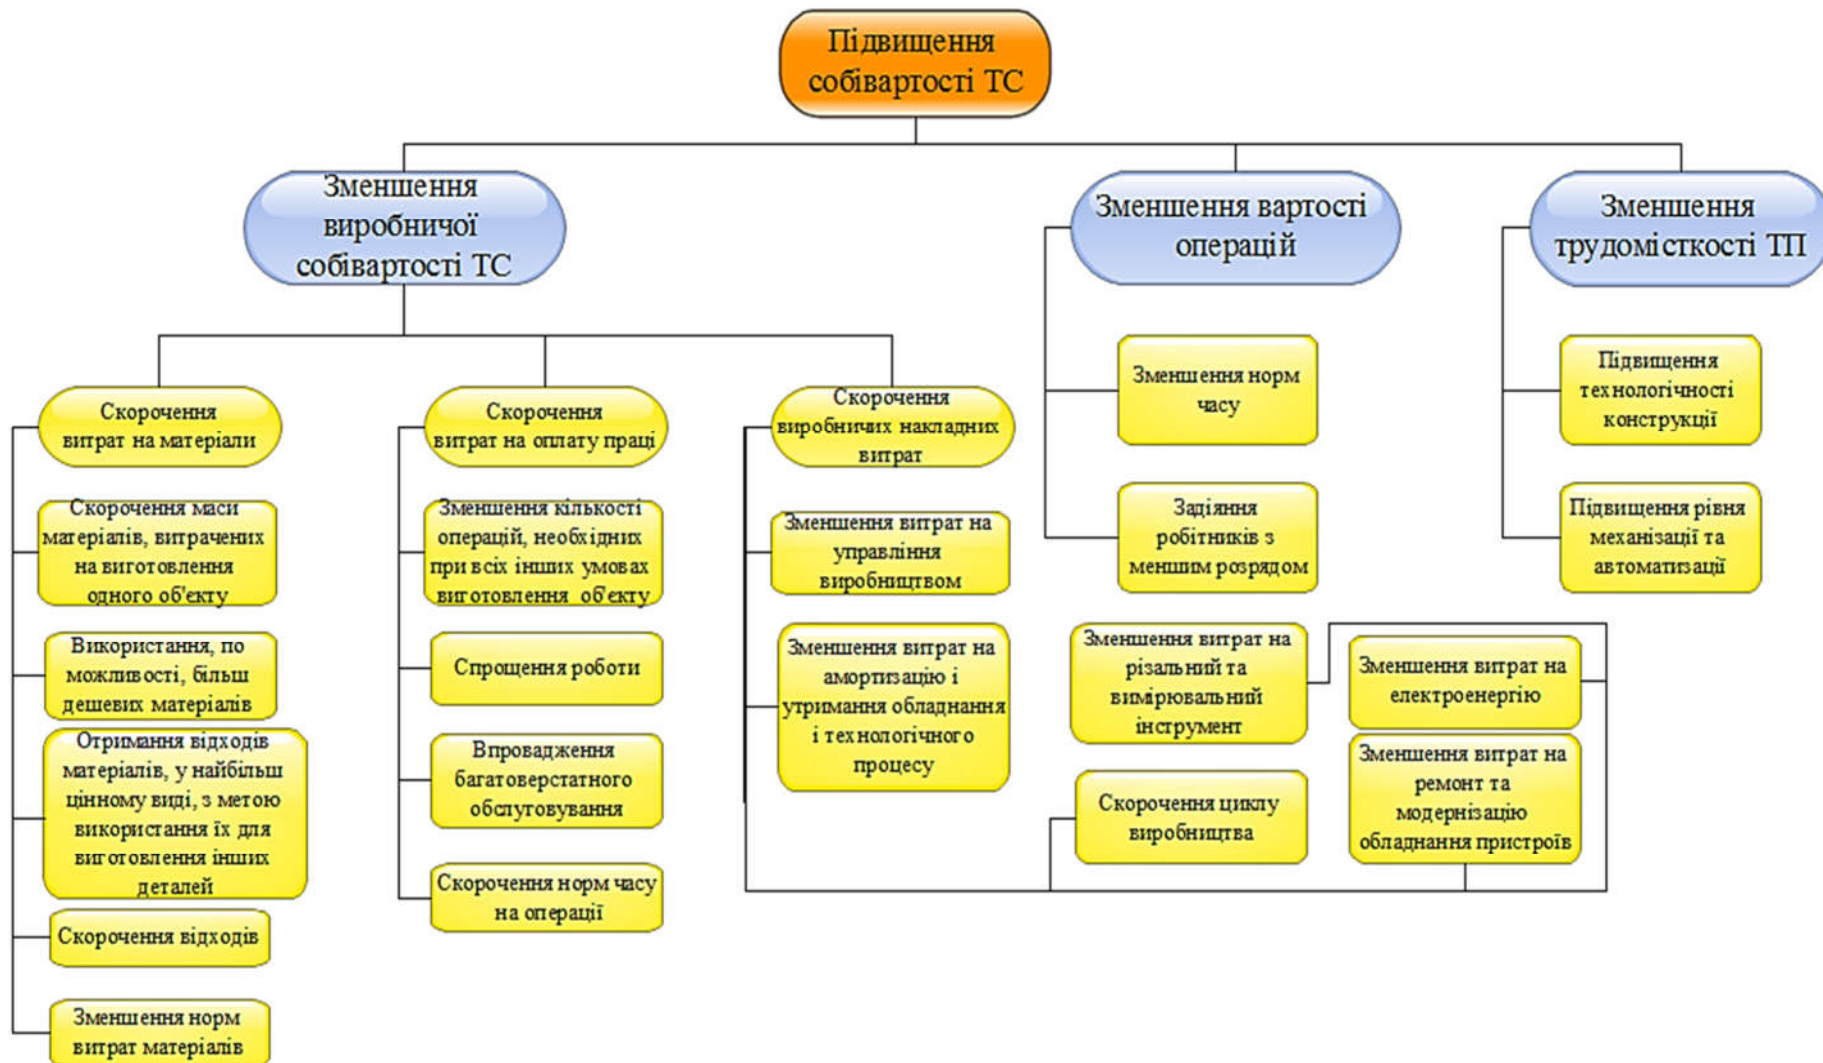 Підвищення
собівартості ТС
Зменшення
виробничої
собівартості ТС
Зменшення вартості
операцій
Зменшення
трудомісткості ТП
Скорочення
витрат на матеріали
Скорочення маси
матеріалів, витрачених
на виготовлення
одного об'єкту
Використання, по
можливості, більш
дешевих матеріалів
Отримання відходів
матеріалів, у найбільш
цінному виді, з метою
використання їх для
виготовлення інших
деталей
Скорочення відходів
Зменшення норм
витрат матеріалів
Скорочення
витрат на оплату праці
Зменшення кількості
операцій, необхідних
при всіх інших умовах
виготовлення об'єкту
Спрощення роботи
Впровадження
багатоверстатного
обслуговування
Скорочення норм часу
на операції
Скорочення
виробничих накладних
витрат
Зменшення витрат на
управління
виробництвом
Зменшення витрат на
амортизацію і
утримання обладнання
і технологічного
процесу
Зменшення норм
часу
Задіяння
робітників з
меншим розрядом
Зменшення витрат на
різальний та
вимірювальний
інструмент
Скорочення циклу
виробництва
Підвищення
технологічності
конструкції
Підвищення рівня
механізації та
автоматизації
Зменшення витрат на
електроенергію
Зменшення витрат на
ремонт та
модернізацію
обладнання пристроїв